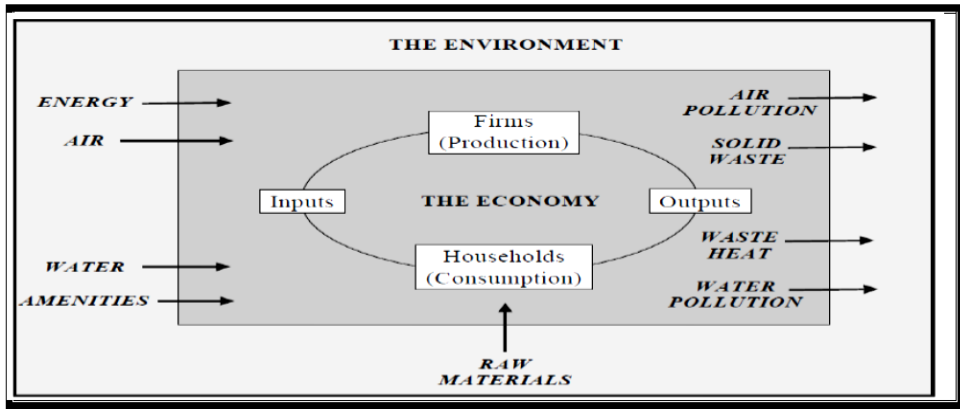 THE ENVIRONMENT
ENERGY
AIR
WATER
AMENITIES
Firms
(Production)
Inputs
THE ECONOMY
Outputs
Households
(Consumption)
RAW
MATERIALS
AIR
POLLUTION
SOLID
WASTE
WASTE
HEAT
WATER
POLLUTION